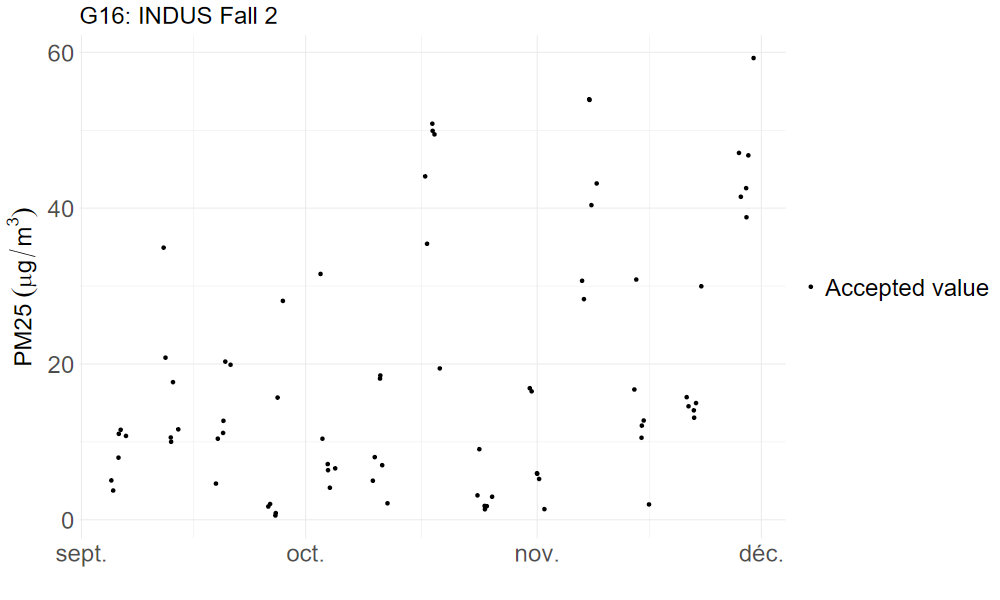 G16: INDUS Fall 2
60
40
20
0
PM25 (μg/m³)
sept.
oct.
nov.
déc.
Accepted value